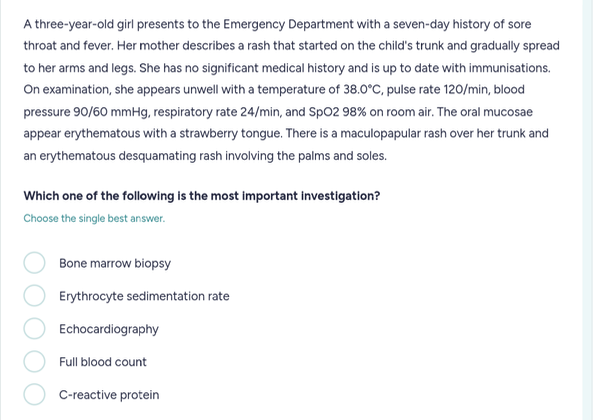 A three-year-old girl presents to the Emergency Department with a seven-day history of sore
throat and fever. Her mother describes a rash that started on the child's trunk and gradually spread
to her arms and legs. She has no significant medical history and is up to date with immunisations.
On examination, she appears unwell with a temperature of 38.0°C, pulse rate 120/min, blood
pressure 90/60 mmHg, respiratory rate 24/min, and SpO2 98% on room air. The oral mucosae
appear erythematous with a strawberry tongue. There is a maculopapular rash over her trunk and
an erythematous desquamating rash involving the palms and soles.
Which one of the following is the most important investigation?
Choose the single best answer.
Bone marrow biopsy
Erythrocyte sedimentation rate
Echocardiography
Full blood count
C-reactive protein